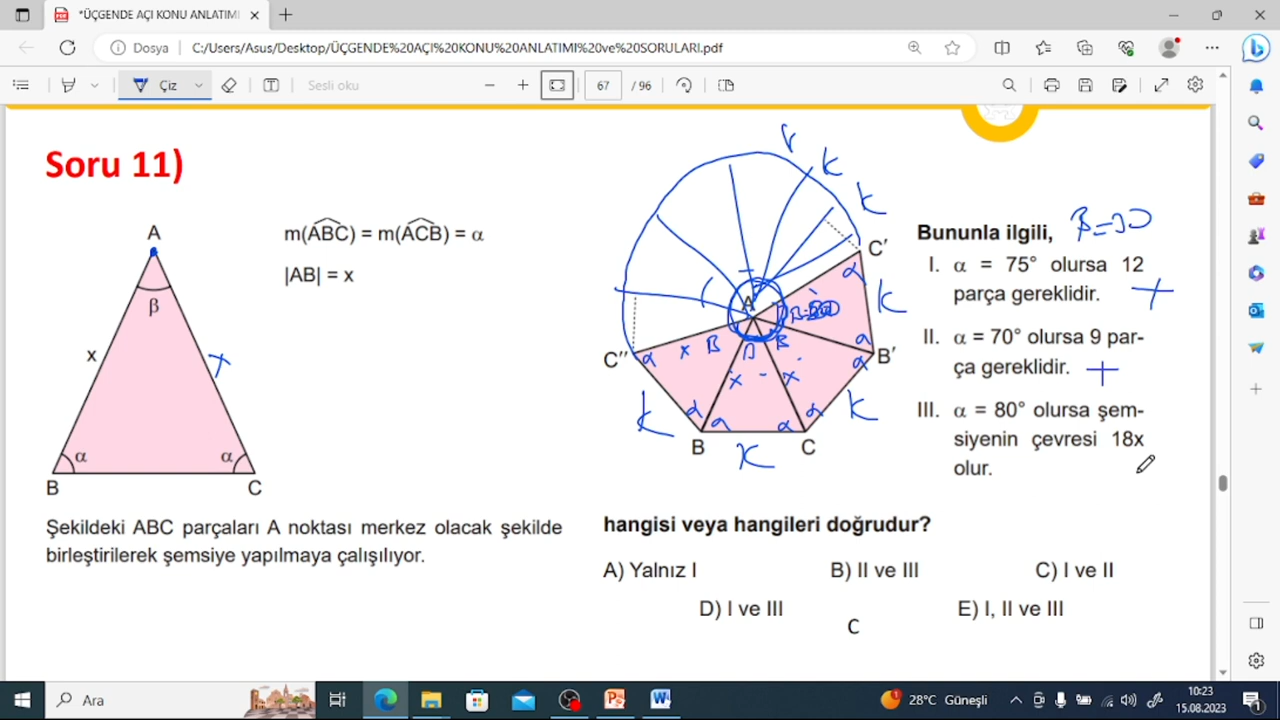 *ÜÇGENDE AÇI KONU ANLATIMI
Dosya C:/Users/Asus/Desktop/ÜÇGENDE%20AÇI%20KONU%20ANLATIMI%20ve%20SORULARI.pdf
Çiz
Sesli oku
67 / 96
Soru 11)
A
β
x
x
α
α
B
C
m(ABC) = m(ACB) = α
|AB| = x
Şekildeki ABC parçaları A noktası merkez olacak şekilde
birleştirilerek şemsiye yapılmaya çalışılıyor.
k
k
C′
α
A
k
α
B′
α
C′′
α
x
B
B
x
x
k
α
α
α
α
k
B
C
k
β=30
Bununla ilgili,
I. α = 75° olursa 12
parça gereklidir. +
II. α = 70° olursa 9 par-
ça gereklidir. +
III. α = 80° olursa şem-
siyenin çevresi 18x
olur.
hangisi veya hangileri doğrudur?
A) Yalnız I
B) II ve III
C) I ve II
D) I ve III
E) I, II ve III
C
Ara
28°C Güneşli
10:23
15.08.2023
1